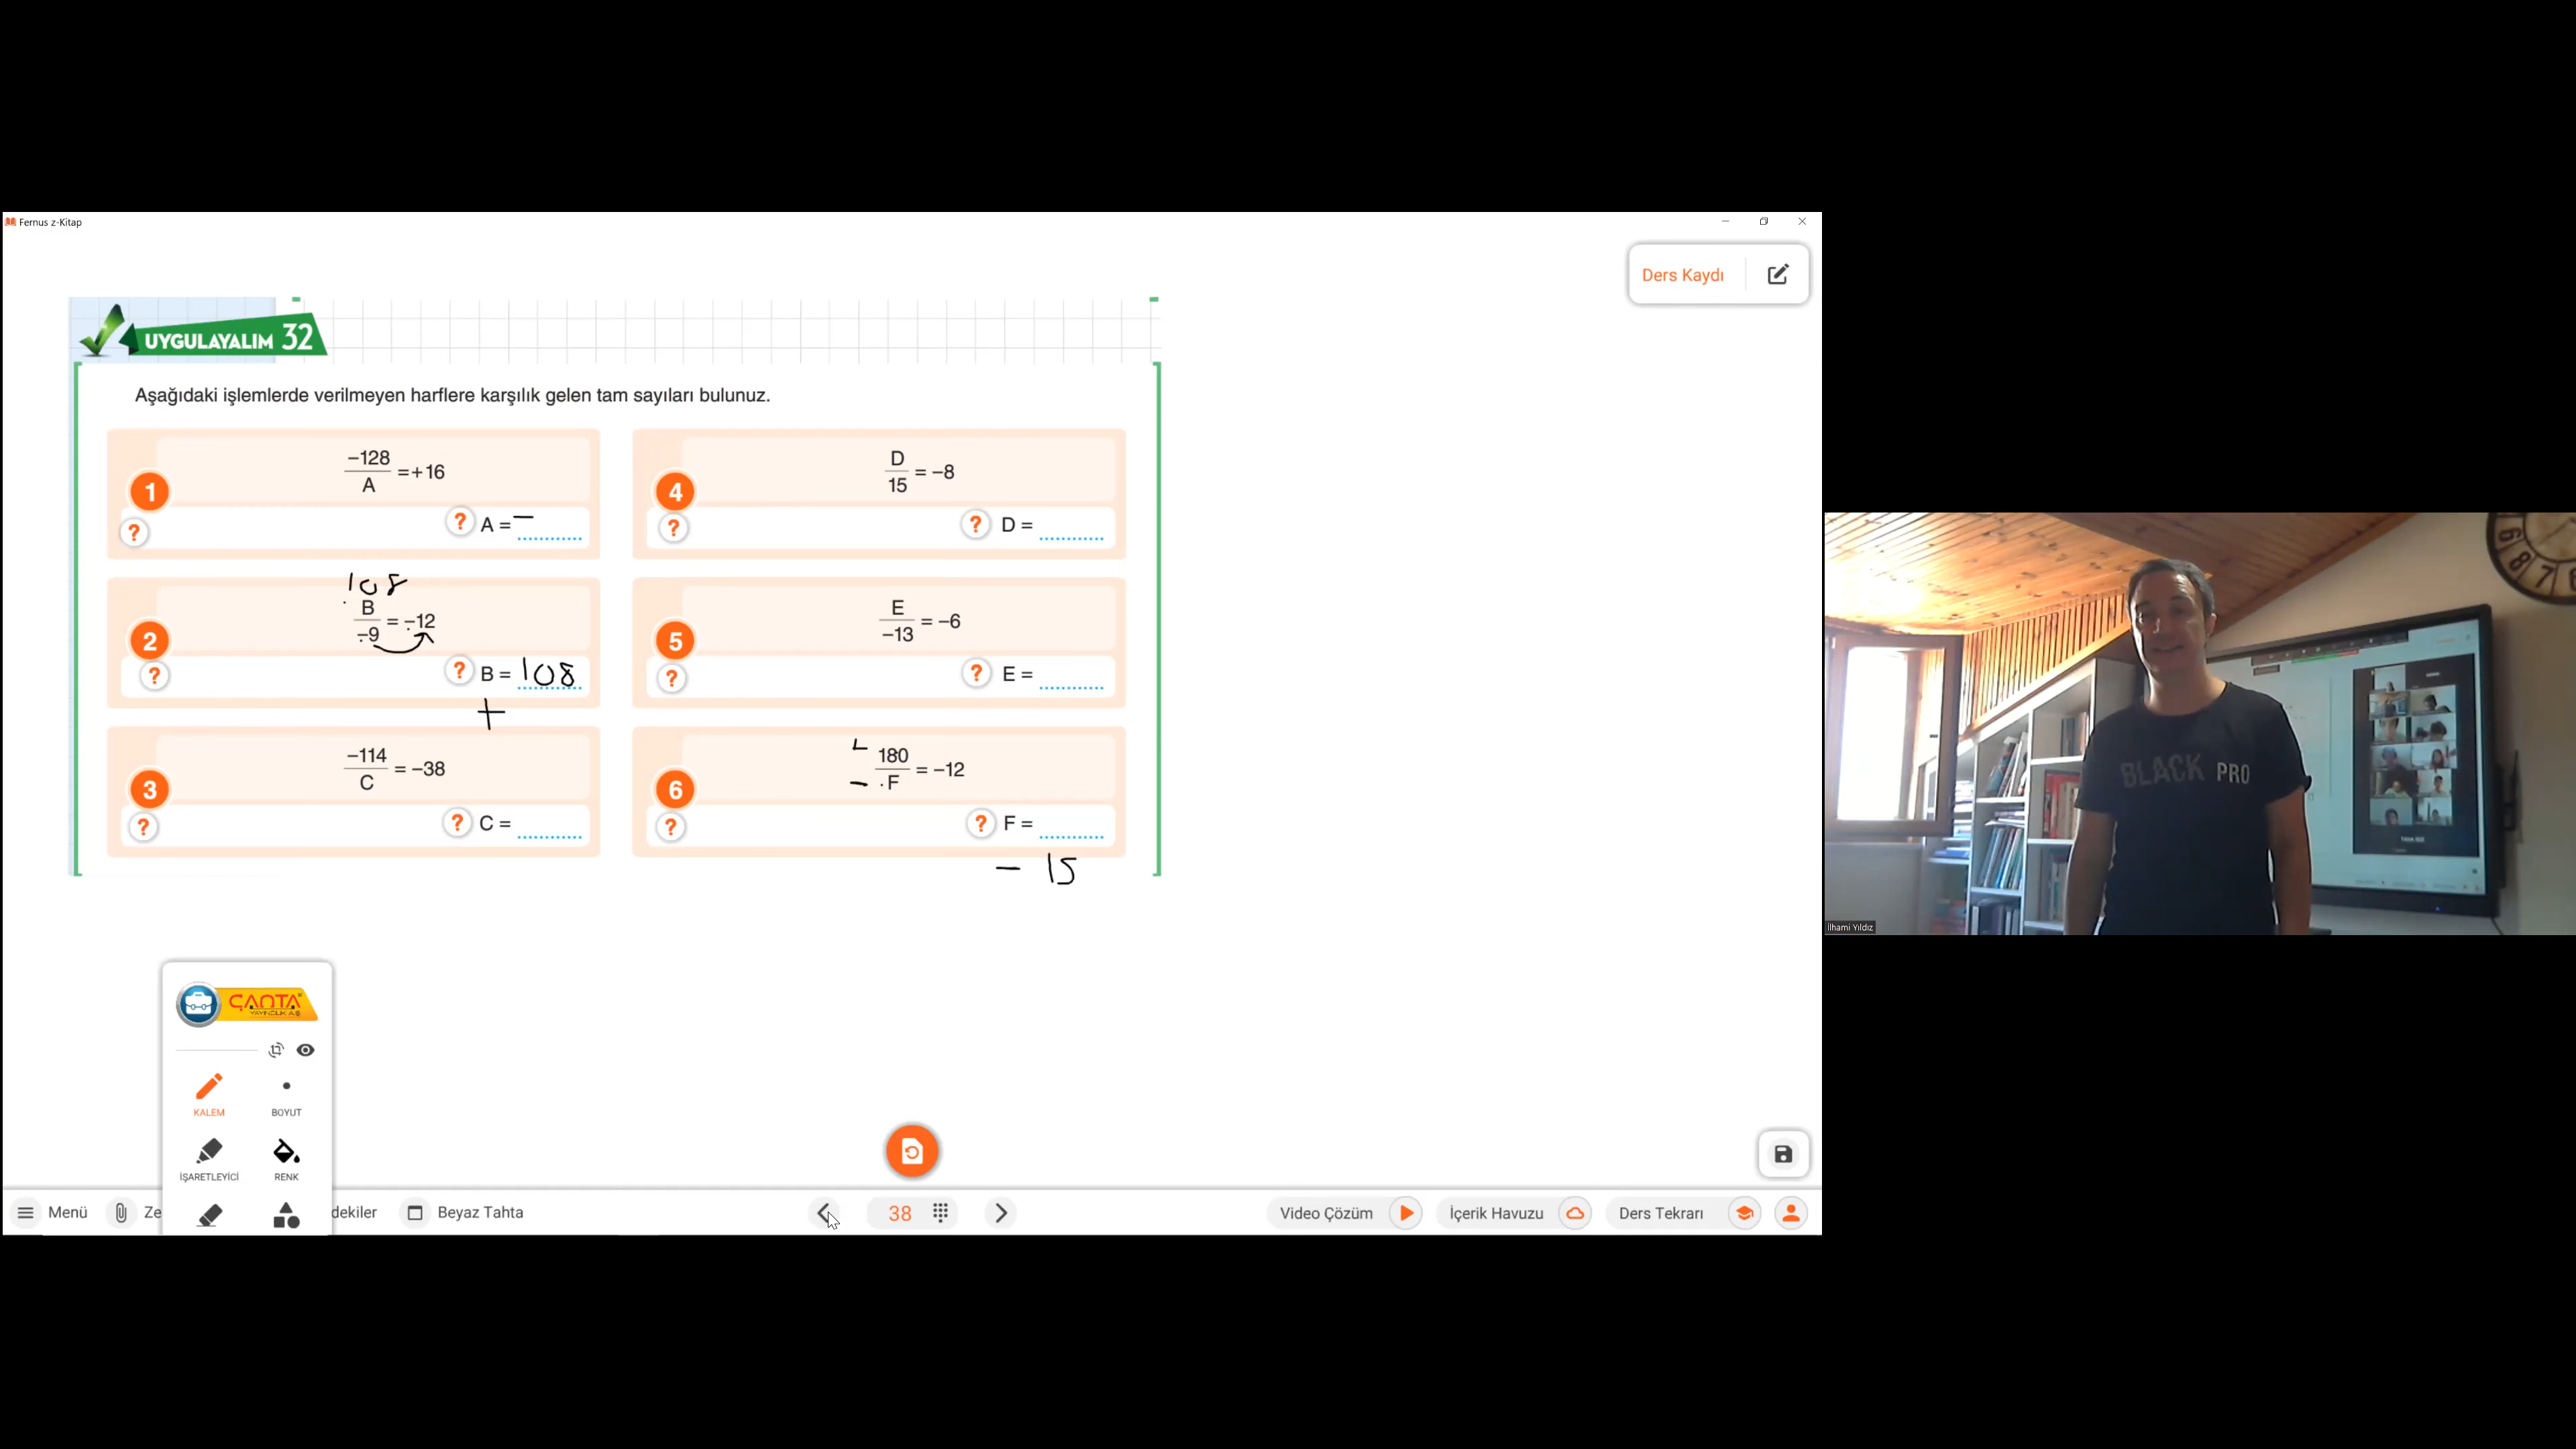 Fernus z-Kitap
Ders Kaydı
UYGULAYALIM 32
Aşağıdaki işlemlerde verilmeyen harflere karşılık gelen tam sayıları bulunuz.
1
−128
A
=+16
?
? A = −
............
108
2
B
−9
= −12
?
? B = 108
............
+
3
−114
C
= −38
?
? C = ............
4
D
15
= −8
?
? D = ............
5
E
−13
= −6
?
? E = ............
6
180
− F
= −12
?
? F = ............
− 15
BLACK PRO
İlhami Yıldız
ÇANTA
YAYINCILIK A.Ş.
KALEM
BOYUT
İŞARETLEYİCİ
RENK
Menü
Ze
dekiler
Beyaz Tahta
38
Video Çözüm
İçerik Havuzu
Ders Tekrarı